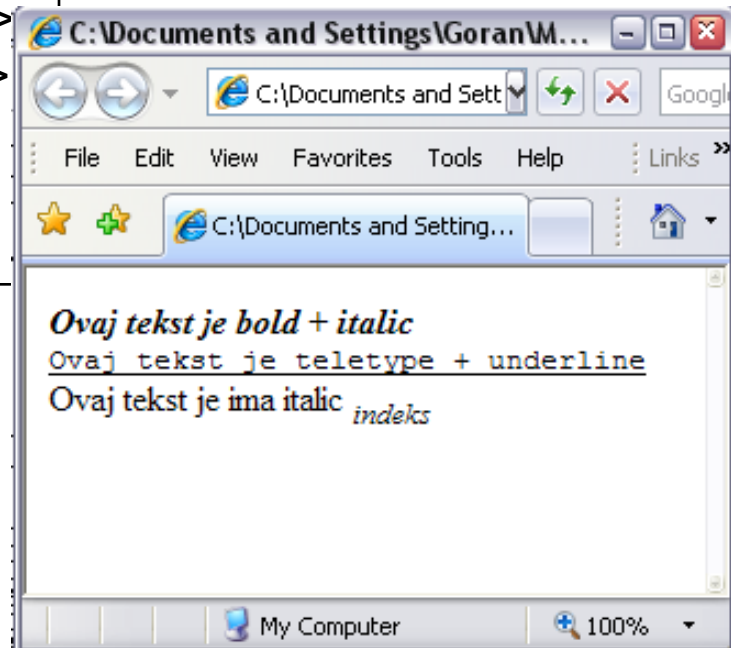 >
C:\Documents and Settings\Goran\M...
>
C:\Documents and Sett
Googl
File Edit View Favorites Tools Help Links »
C:\Documents and Setting...
Ovaj tekst je bold + italic
Ovaj tekst je teletype + underline
Ovaj tekst je ima italic indeks
My Computer 100%